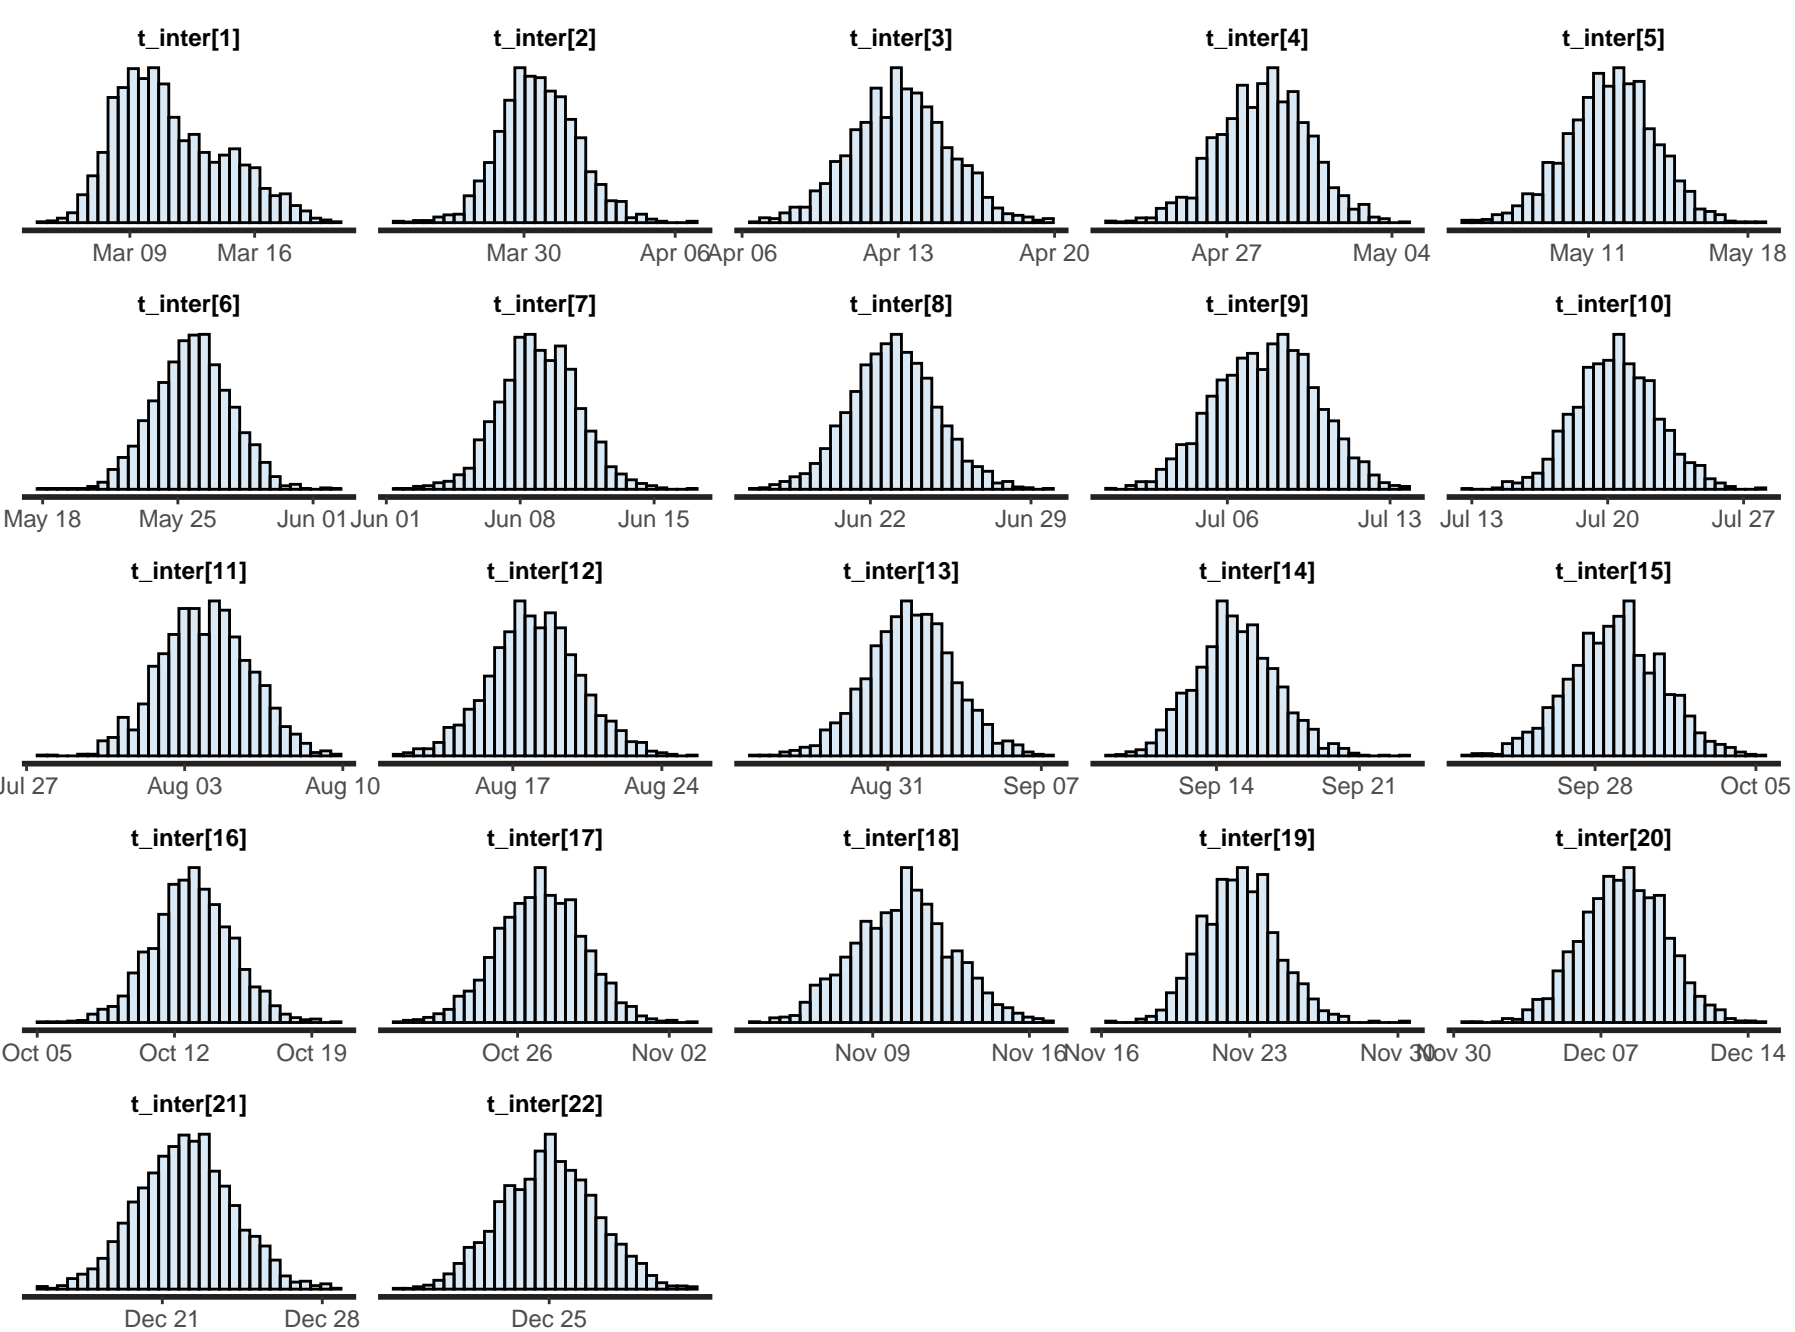 t_inter[1] t_inter[2] t_inter[3] t_inter[4] t_inter[5]
Mar 09 Mar 16 Mar 30 Apr 06 Apr 06 Apr 13 Apr 20 Apr 27 May 04 May 11 May 18
t_inter[6] t_inter[7] t_inter[8] t_inter[9] t_inter[10]
May 18 May 25 Jun 01 Jun 01 Jun 08 Jun 15 Jun 22 Jun 29 Jul 06 Jul 13 Jul 13 Jul 20 Jul 27
t_inter[11] t_inter[12] t_inter[13] t_inter[14] t_inter[15]
Jul 27 Aug 03 Aug 10 Aug 17 Aug 24 Aug 31 Sep 07 Sep 14 Sep 21 Sep 28 Oct 05
t_inter[16] t_inter[17] t_inter[18] t_inter[19] t_inter[20]
Oct 05 Oct 12 Oct 19 Oct 26 Nov 02 Nov 09 Nov 16 Nov 16 Nov 23 Nov 30 Nov 30 Dec 07 Dec 14
t_inter[21] t_inter[22]
Dec 21 Dec 28 Dec 25